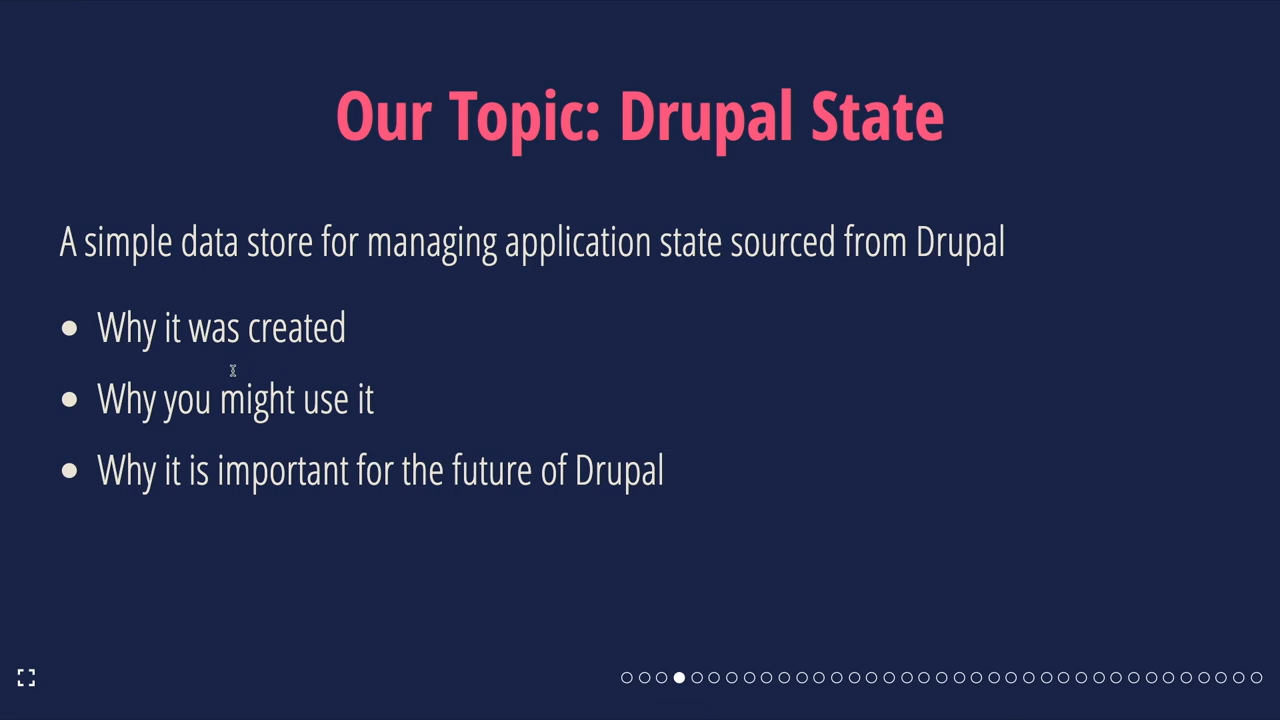 Our Topic: Drupal State
A simple data store for managing application state sourced from Drupal
• Why it was created
• Why you might use it
• Why it is important for the future of Drupal